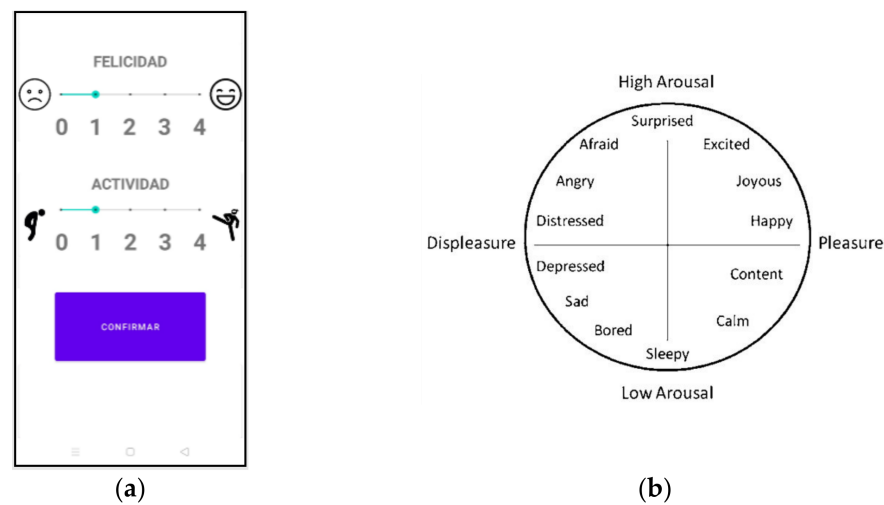 FELICIDAD
0 1 2 3 4
ACTIVIDAD
0 1 2 3 4
CONFIRMAR
(a)
High Arousal
Surprised
Afraid Excited
Angry Joyous
Distressed Happy
Displeasure Pleasure
Depressed Content
Sad
Bored Calm
Sleepy
Low Arousal
(b)